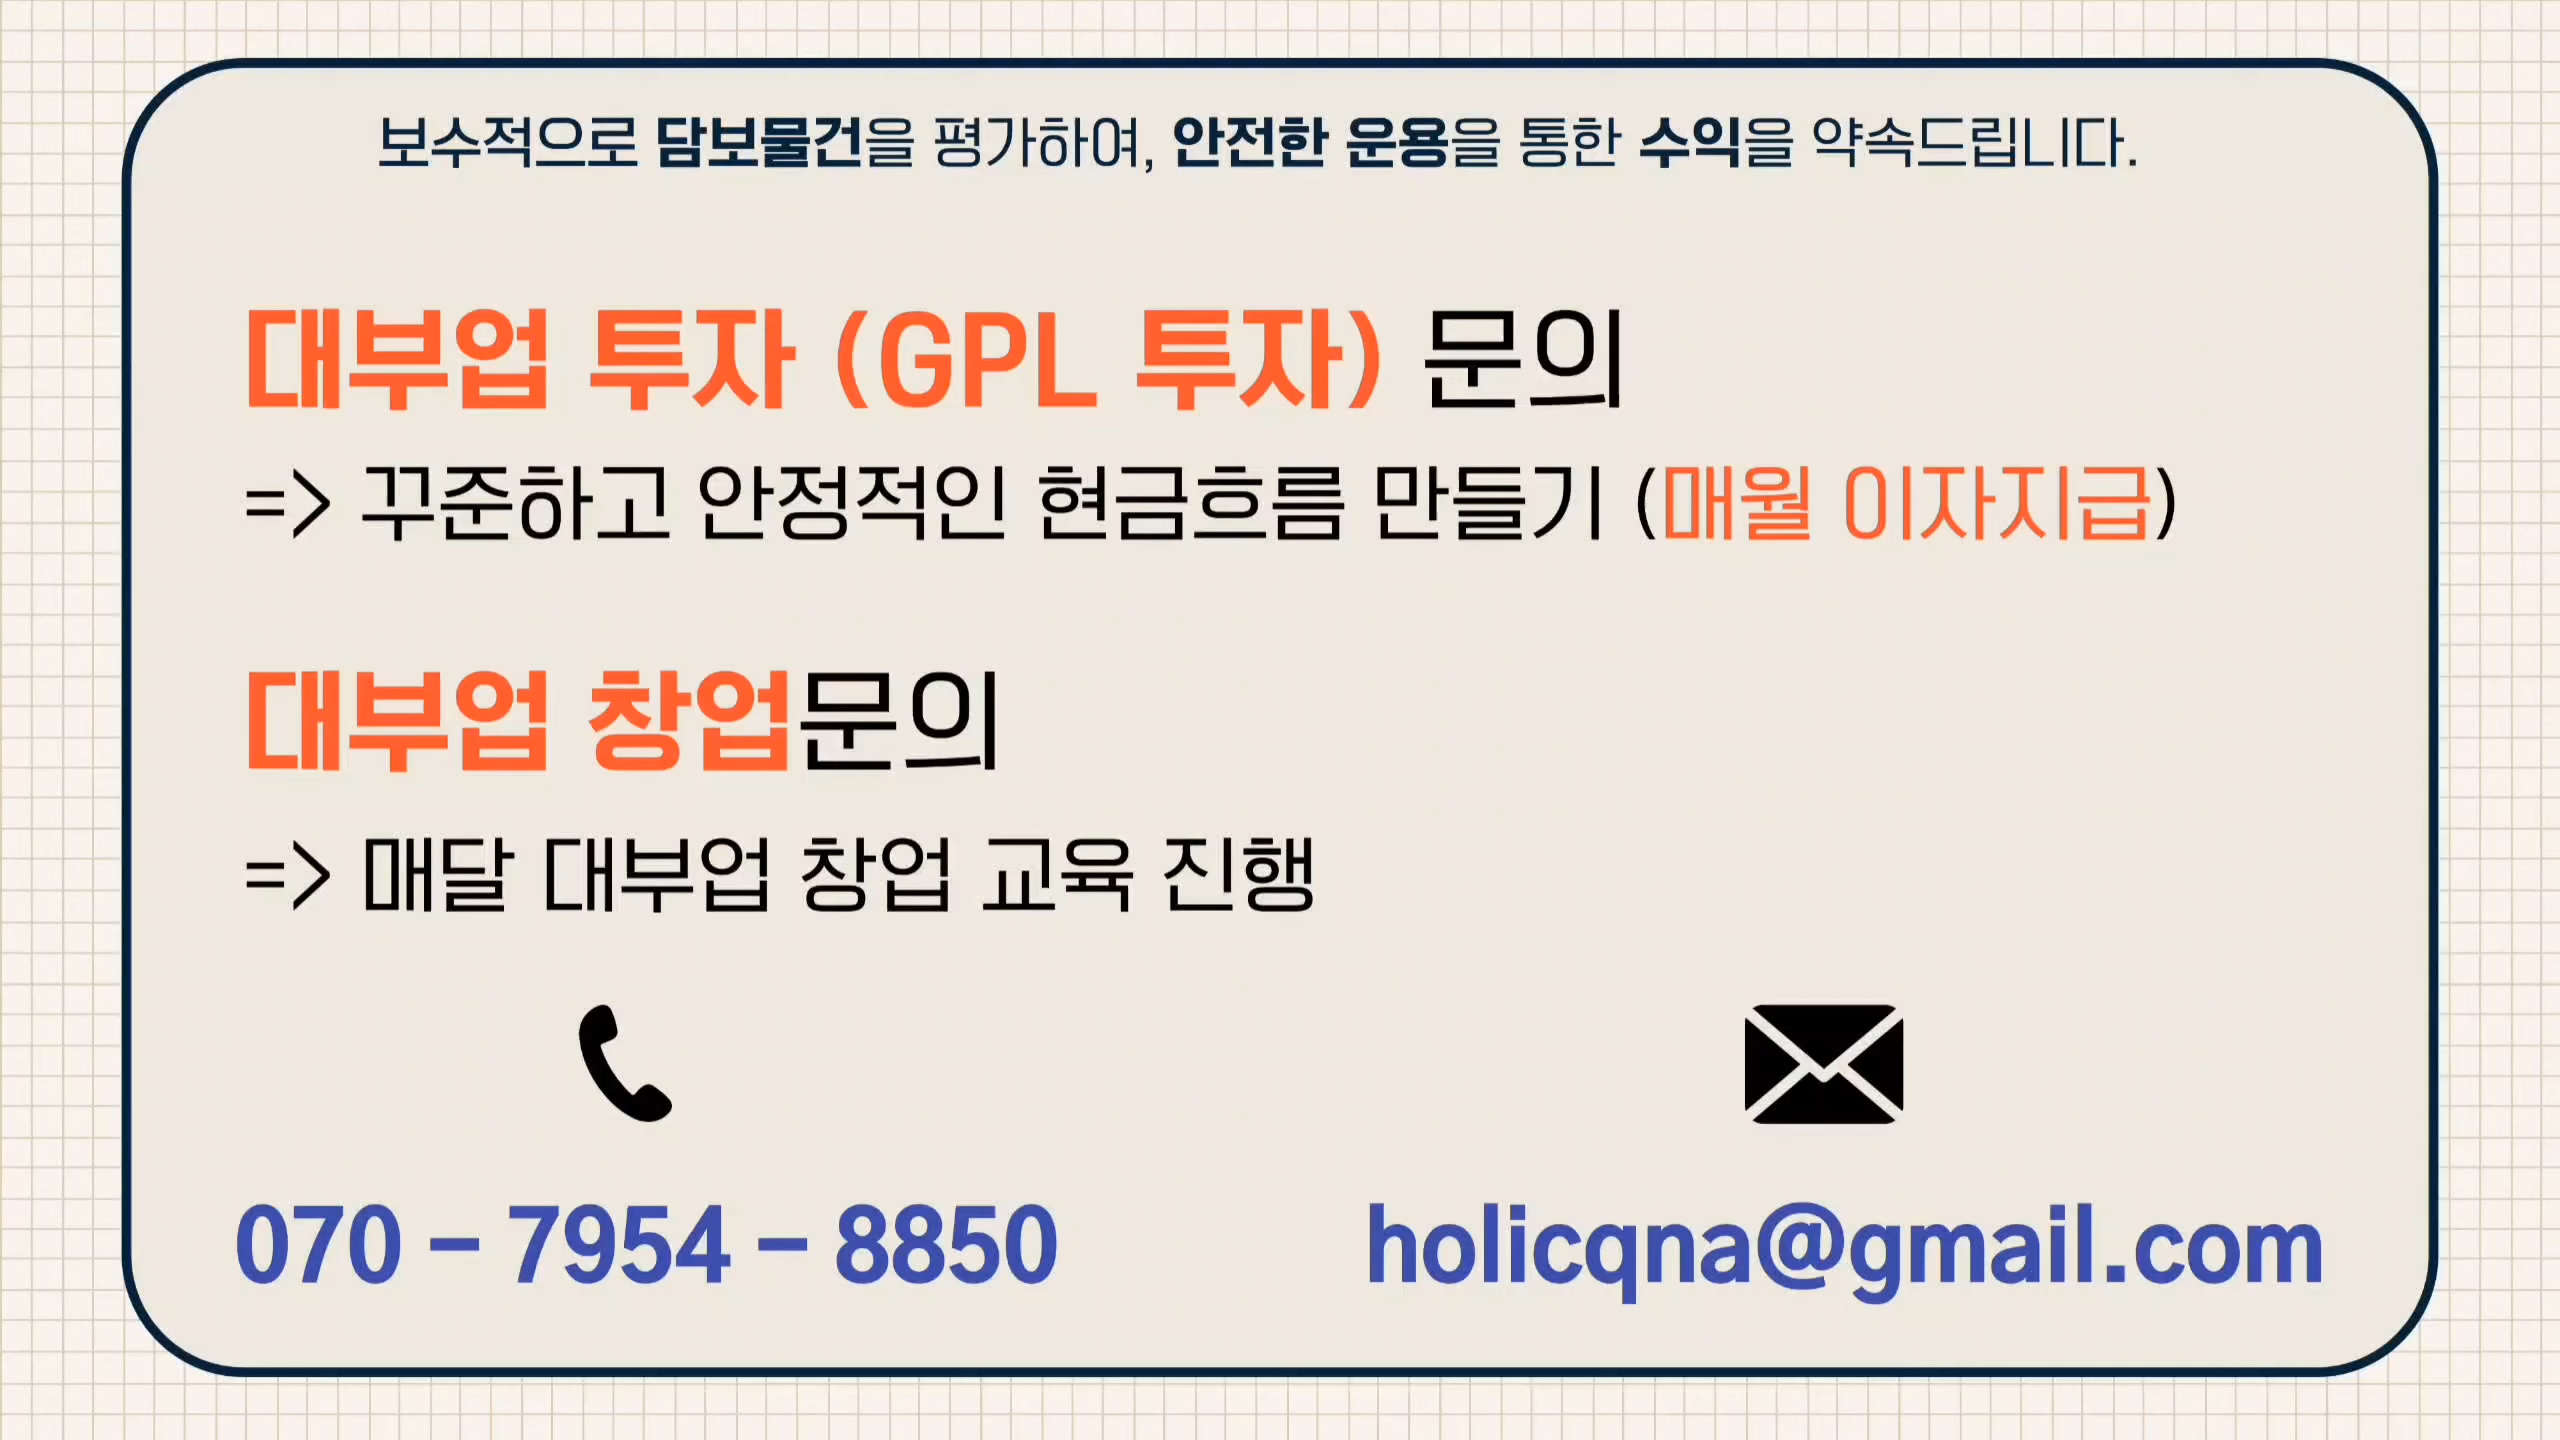 보수적으로 담보물건을 평가하여, 안전한 운용을 통한 수익을 약속드립니다.
대부업 투자 (GPL 투자) 문의
=> 꾸준하고 안정적인 현금흐름 만들기 (매월 이자지급)
대부업 창업문의
=> 매달 대부업 창업 교육 진행
070 - 7954 - 8850
holicqna@gmail.com